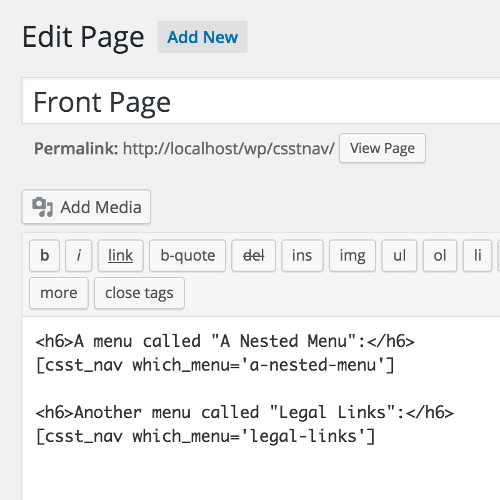 Edit Page Add New
Front Page
Permalink: http://localhost/wp/csstnav/ View Page
Add Media
b i link b-quote del ins img ul ol li
more close tags
<h6>A menu called "A Nested Menu":</h6>
[csst_nav which_menu='a-nested-menu']
<h6>Another menu called "Legal Links":</h6>
[csst_nav which_menu='legal-links']